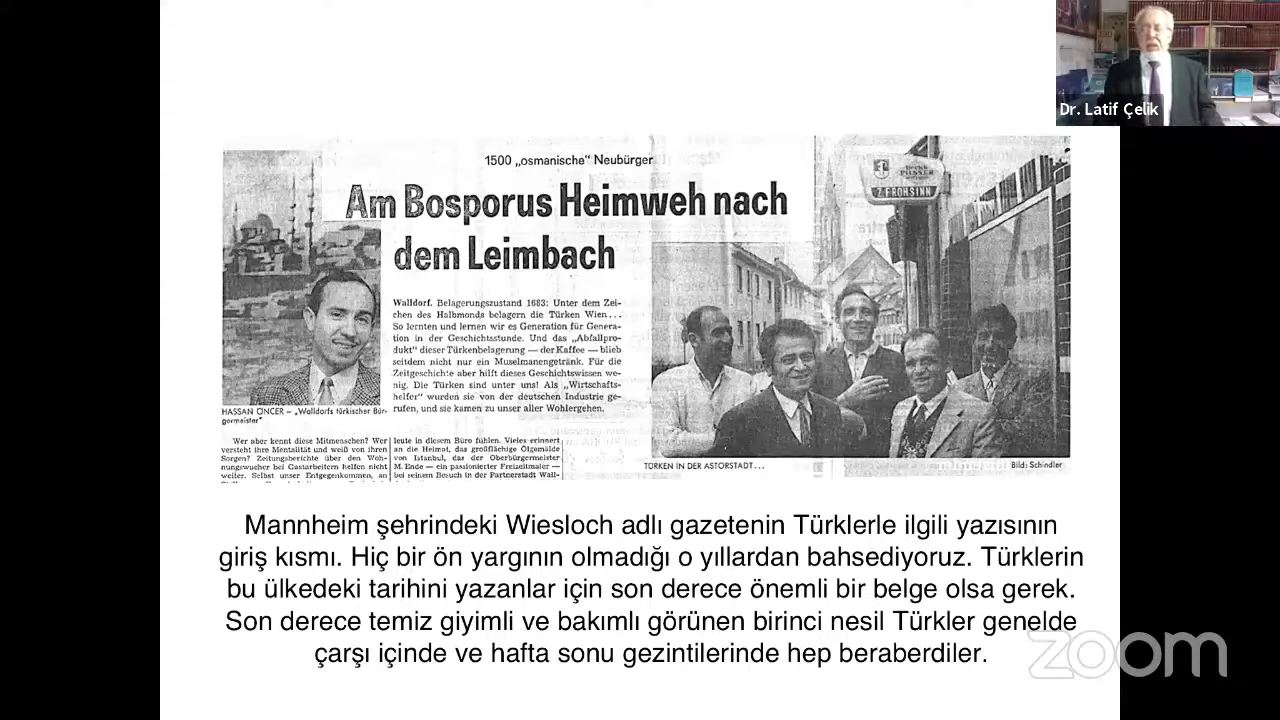 Dr. Latif Çelik
1500 „osmanische" Neubürger
Am Bosporus Heimweh nach
dem Leimbach
Walldorf. Belagerungszustand 1683: Unter dem Zei-
chen des Halbmonds belagern die Türken Wien...
So lernten und lernen wir es Generation für Genera-
tion in der Geschichtsstunde. Und das „Abfallpro-
dukt" dieser Türkenbelagerung — der Kaffee — blieb
seitdem nicht nur ein Muselmanengetränk. Für die
Zeitgeschichte aber hilft dieses Geschichtswissen we-
nig. Die Türken sind unter uns! Als „Wirtschafts-
helfer" wurden sie von der deutschen Industrie ge-
rufen, und sie kamen zu unser aller Wohlergehen.
HASSAN ÖNCER – „Walldorfs türkischer Bür-
germeister"
Wer aber kennt diese Mitmenschen? Wer
versteht ihre Mentalität und weiß von ihren
Sorgen? Zeitungsberichte über den Woh-
nungswucher bei Gastarbeitern helfen nicht
weiter. Selbst unser Entgegenkommen, an
leute in diesem Büro fühlen. Vieles erinnert
an die Heimat, das großflächige Ölgemälde
von Istanbul, das der Oberbürgermeister
M. Ende — ein passionierter Freizeitmaler —
bei seinem Besuch in der Partnerstadt Wall-
PILSNER
Z. FROHSINN
TÜRKEN IN DER ASTORSTADT...
Bild: Schindler
Mannheim şehrindeki Wiesloch adlı gazetenin Türklerle ilgili yazısının
giriş kısmı. Hiç bir ön yargının olmadığı o yıllardan bahsediyoruz. Türklerin
bu ülkedeki tarihini yazanlar için son derece önemli bir belge olsa gerek.
Son derece temiz giyimli ve bakımlı görünen birinci nesil Türkler genelde
çarşı içinde ve hafta sonu gezintilerinde hep beraberdiler.
zoom